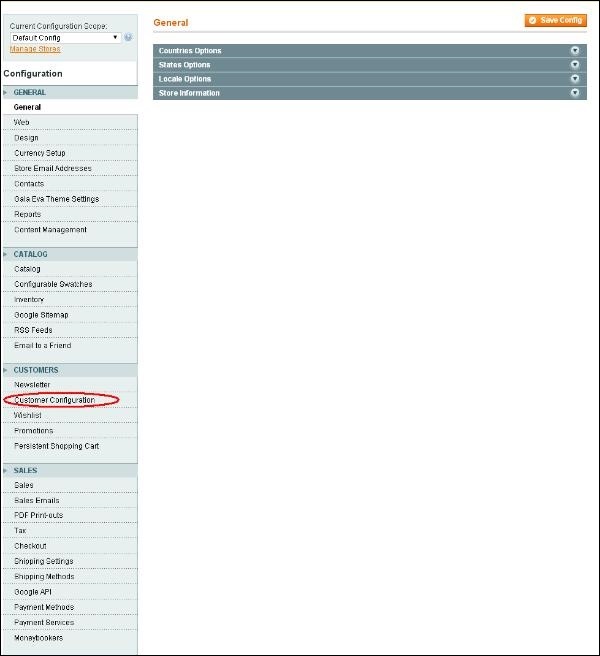 Current Configuration Scope:
Default Config
Manage Stores
Configuration
GENERAL
General
Web
Design
Currency Setup
Store Email Addresses
Contacts
Gala Eva Theme Settings
Reports
Content Management
CATALOG
Catalog
Configurable Swatches
Inventory
Google Sitemap
RSS Feeds
Email to a Friend
CUSTOMERS
Newsletter
Customer Configuration
Wishlist
Promotions
Persistent Shopping Cart
SALES
Sales
Sales Emails
PDF Print-outs
Tax
Checkout
Shipping Settings
Shipping Methods
Google API
Payment Methods
Payment Services
Moneybookers
General
Save Config
Countries Options
States Options
Locale Options
Store Information